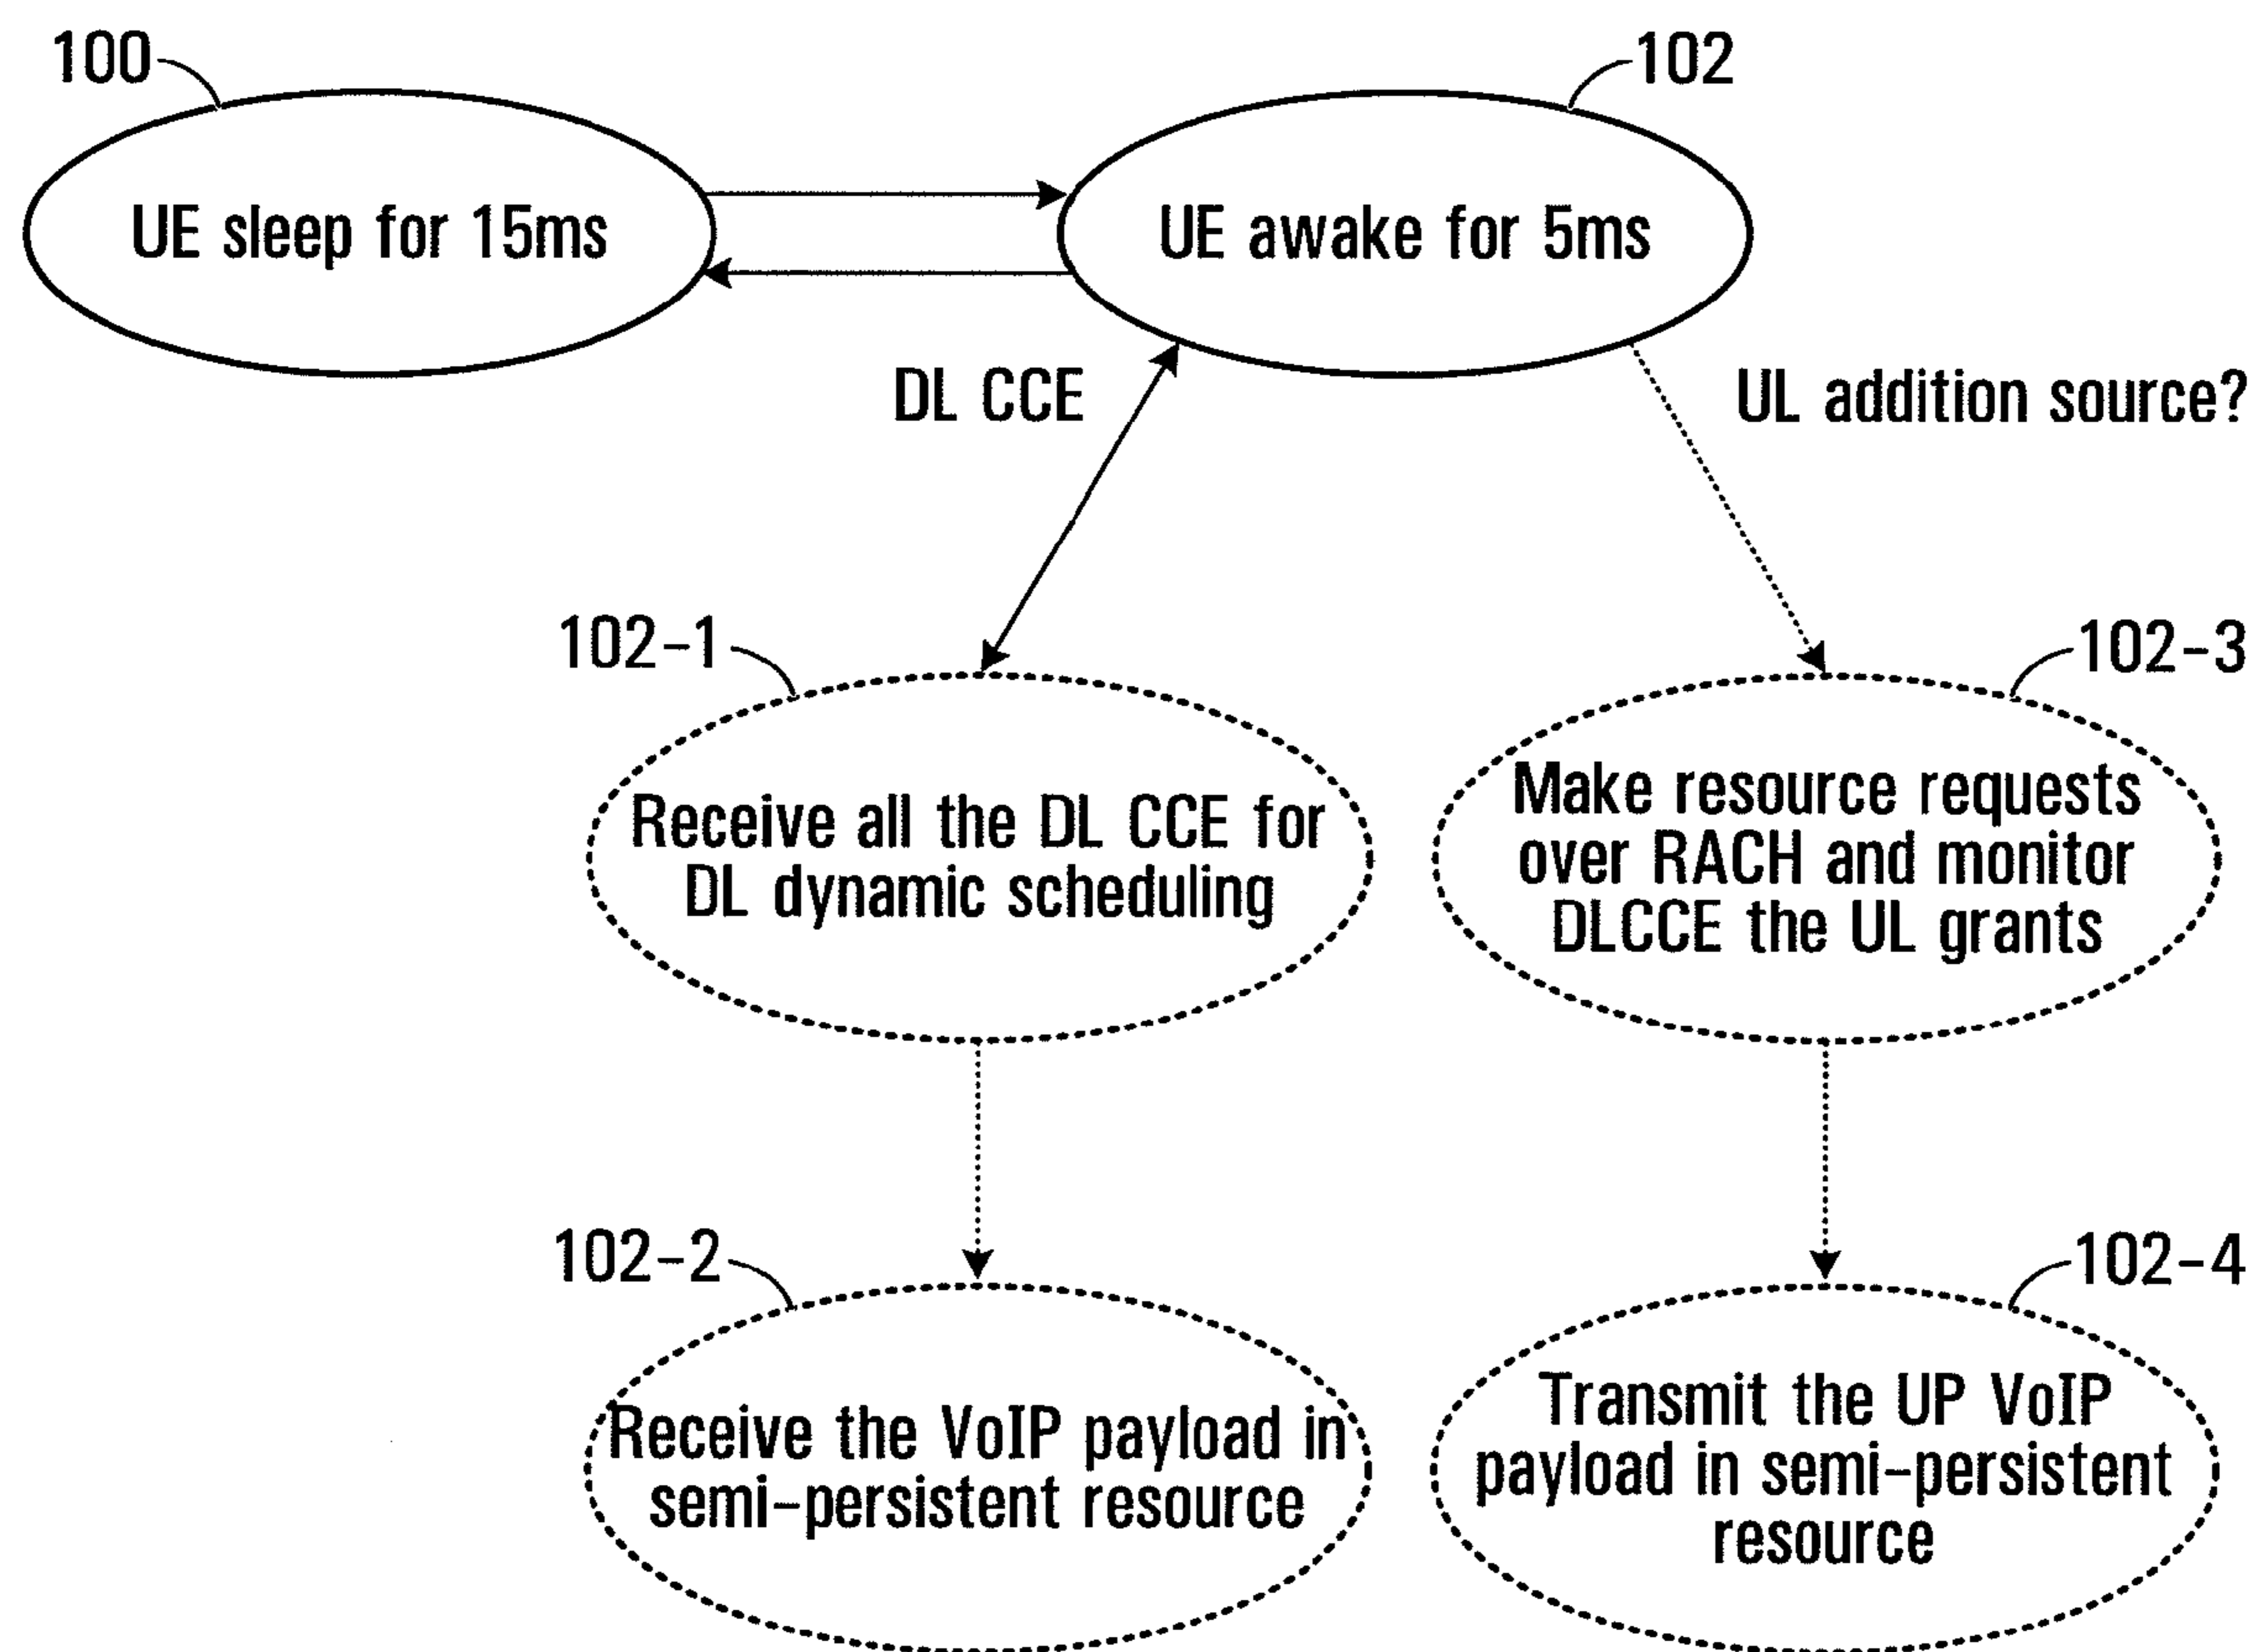 100
102
UE sleep for 15ms
UE awake for 5ms
DL CCE
UL addition source?
102-1
102-3
Receive all the DL CCE for
DL dynamic scheduling
Make resource requests
over RACH and monitor
DLCCE the UL grants
102-2
102-4
Receive the VoIP payload in
semi-persistent resource
Transmit the UP VoIP
payload in semi-persistent
resource